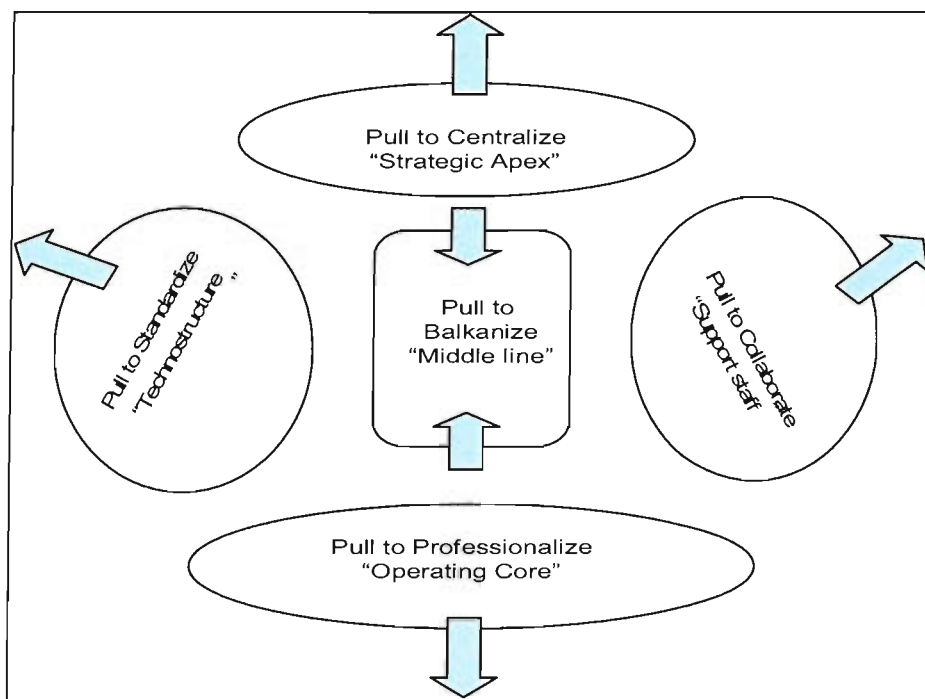 Pull to Centralize
“Strategic Apex”
Pull to Standardize
“Technostructure”
Pull to
Balkanize
“Middle line”
Pull to Collaborate
“Support staff
Pull to Professionalize
“Operating Core”